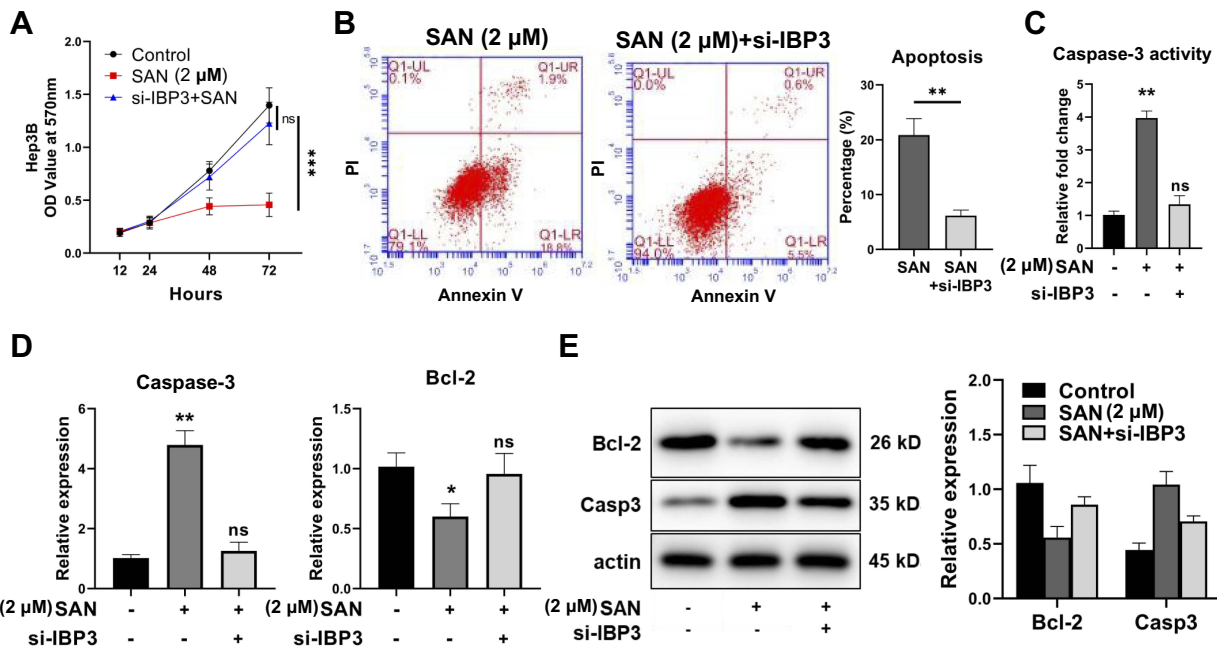 A
Hep3B
OD Value at 570nm
2.0
1.5
1.0
0.5
0.0
Control
SAN (2 μM)
si-IBP3+SAN
ns
***
12 24 48 72
Hours
B
SAN (2 μM)
Q1-UL
0.1%
Q1-UR
1.9%
Q1-LL
79.1%
Q1-LR
18.8%
PI
Annexin V
SAN (2 μM)+si-IBP3
Q1-UL
0.0%
Q1-UR
0.6%
Q1-LL
94.0%
Q1-LR
5.5%
PI
Annexin V
Apoptosis
**
Percentage (%)
30
20
10
0
SAN
SAN
+si-IBP3
C
Caspase-3 activity
Relative fold change
5
4
3
2
1
0
**
ns
(2 μM) SAN - + +
si-IBP3 - - +
D
Caspase-3
Relative expression
6
4
2
0
**
ns
(2 μM) SAN - + +
si-IBP3 - - +
Bcl-2
Relative expression
1.5
1.0
0.5
0.0
*
ns
(2 μM) SAN - + +
si-IBP3 - - +
E
Bcl-2 26 kD
Casp3 35 kD
actin 45 kD
(2 μM) SAN - + +
si-IBP3 - - +
Relative expression
2.0
1.5
1.0
0.5
0.0
Control
SAN (2 μM)
SAN+si-IBP3
Bcl-2 Casp3